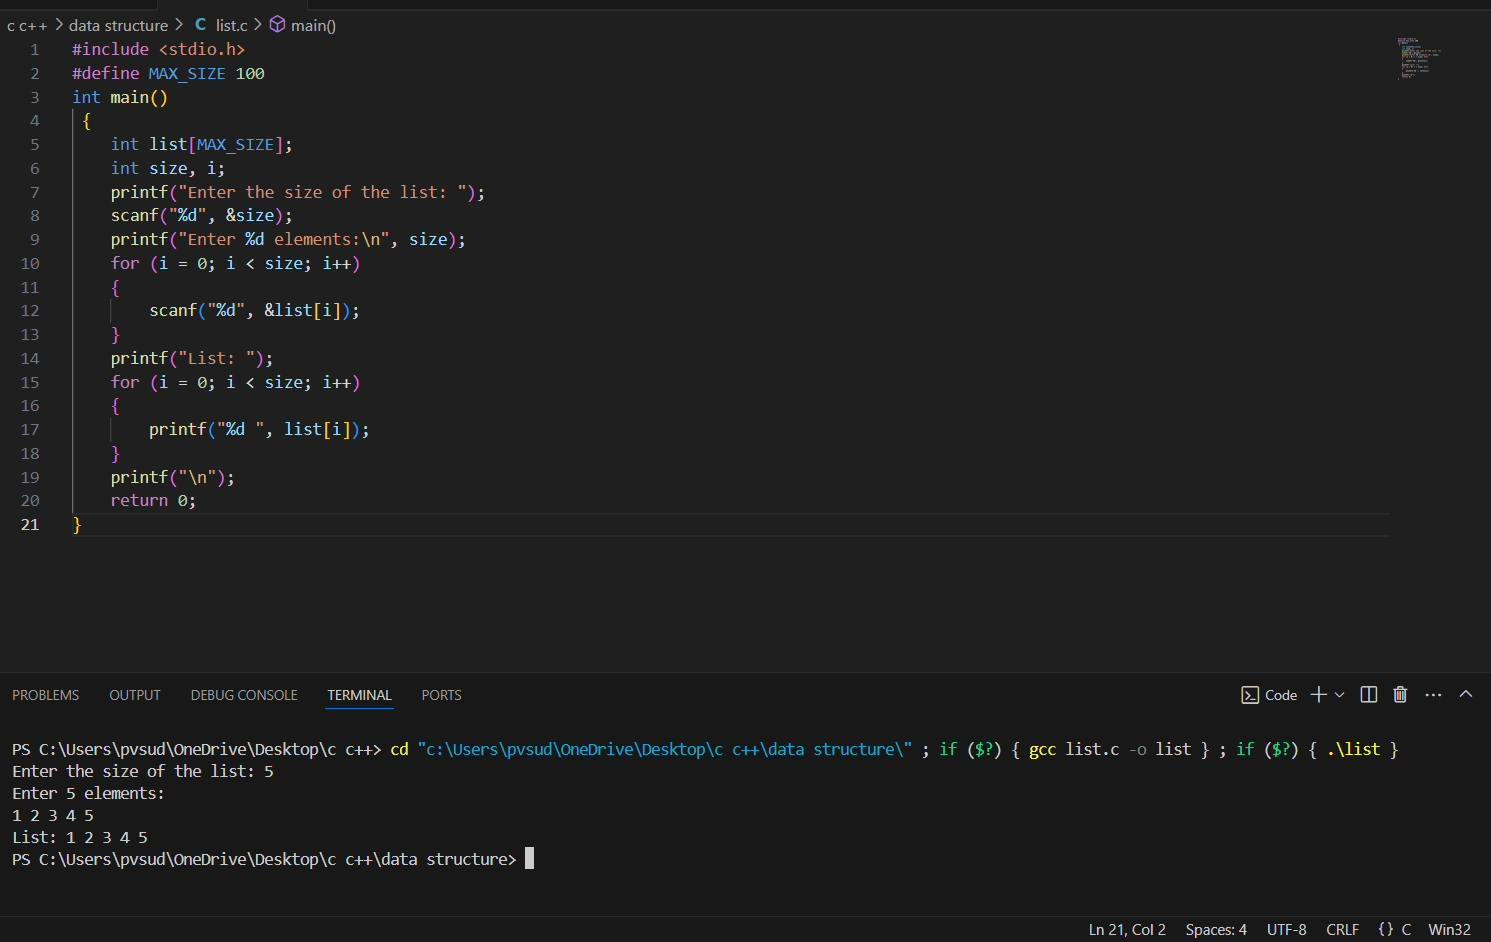 c c++ > data structure > C list.c > main()
1 #include <stdio.h>
2 #define MAX_SIZE 100
3 int main()
4  {
5     int list[MAX_SIZE];
6     int size, i;
7     printf("Enter the size of the list: ");
8     scanf("%d", &size);
9     printf("Enter %d elements:\n", size);
10     for (i = 0; i < size; i++)
11     {
12         scanf("%d", &list[i]);
13     }
14     printf("List: ");
15     for (i = 0; i < size; i++)
16     {
17         printf("%d ", list[i]);
18     }
19     printf("\n");
20     return 0;
21 }
PROBLEMS OUTPUT DEBUG CONSOLE TERMINAL PORTS Code
PS C:\Users\pvsud\OneDrive\Desktop\c c++> cd "c:\Users\pvsud\OneDrive\Desktop\c c++\data structure\" ; if ($?) { gcc list.c -o list } ; if ($?) { .\list }
Enter the size of the list: 5
Enter 5 elements:
1 2 3 4 5
List: 1 2 3 4 5
PS C:\Users\pvsud\OneDrive\Desktop\c c++\data structure>
Ln 21, Col 2 Spaces: 4 UTF-8 CRLF {} C Win32